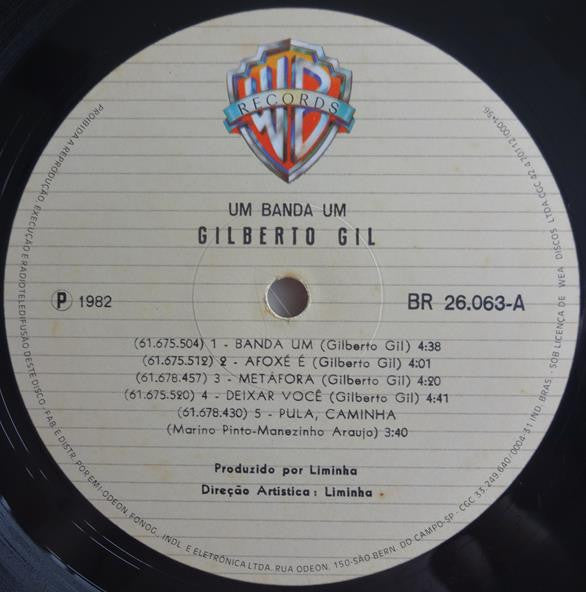 WB
RECORDS
UM BANDA UM
GILBERTO GIL
℗ 1982
BR 26.063-A
(61.675.504) 1 - BANDA UM (Gilberto Gil) 4:38
(61.675.512) 2 - AFOXÉ É (Gilberto Gil) 4:01
(61.678.457) 3 - METÁFORA (Gilberto Gil) 4:20
(61.675.520) 4 - DEIXAR VOCÊ (Gilberto Gil) 4:41
(61.678.430) 5 - PULA, CAMINHA
(Marino Pinto-Manezinho Araujo) 3:40
Produzido por Liminha
Direção Artistica: Liminha
PROIBIDA A REPRODUÇÃO, EXECUÇÃO E RADIOTELEDIFUSÃO DESTE DISCO - FAB. E DISTR. POR EMI-ODEON, FONOG., INDL. E ELETRÔNICA LTDA. RUA ODEON, 150-SÃO BERN. DO CAMPO-SP - CGC 33.249.640/0004-31 IND. BRAS. - SOB LICENÇA DE WEA DISCOS LTDA CGC 42.470.112/0001-96